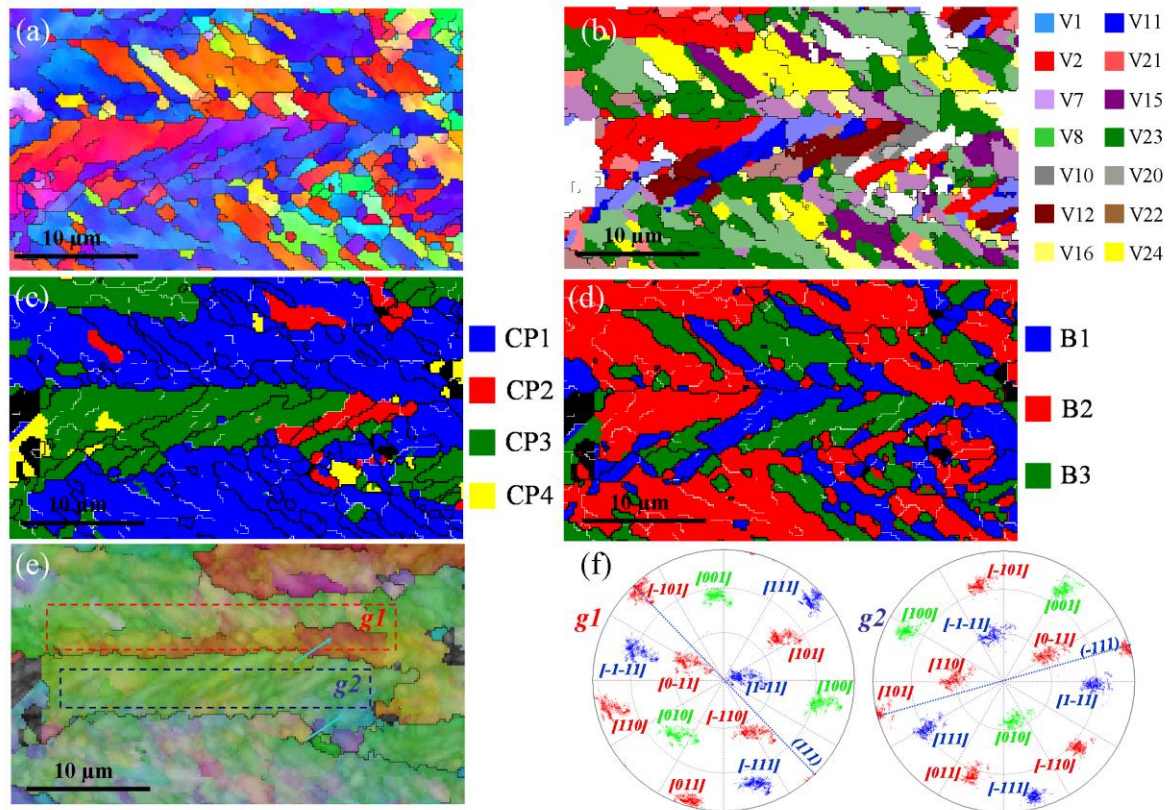 (a)
10 μm
(b)
10 μm
V1
V11
V2
V21
V7
V15
V8
V23
V10
V20
V12
V22
V16
V24
(c)
10 μm
CP1
CP2
CP3
CP4
(d)
10 μm
B1
B2
B3
(e)
g1
g2
10 μm
(f)
g1
[-101]
[001]
[111]
[-1-11]
[101]
[0-11]
[1-11]
[100]
[110]
[010]
[-110]
(111)
[-111]
[011]
g2
[-101]
[001]
[100]
[-1-11]
[0-11]
(-111)
[110]
[101]
[1-11]
[111]
[010]
[-110]
[011]
[-111]